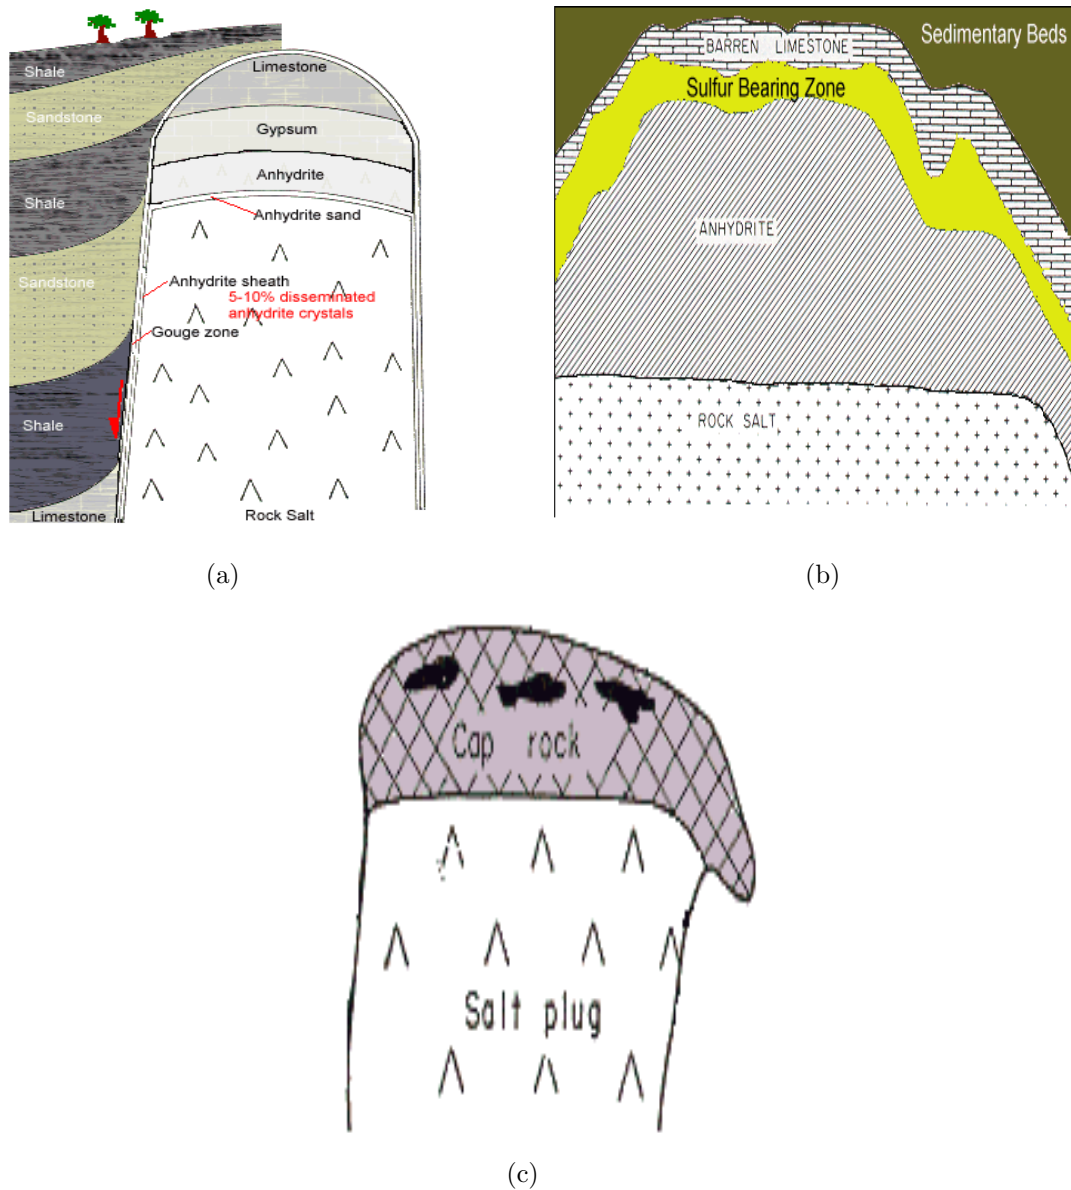 Limestone
Shale
Sandstone
Gypsum
Anhydrite
Shale
Anhydrite sand
Sandstone
Anhydrite sheath
5-10% disseminated
anhydrite crystals
Gouge zone
Shale
Limestone
Rock Salt
(a)
Sedimentary Beds
BARREN LIMESTONE
Sulfur Bearing Zone
ANHYDRITE
ROCK SALT
(b)
Cap rock
Salt plug
(c)